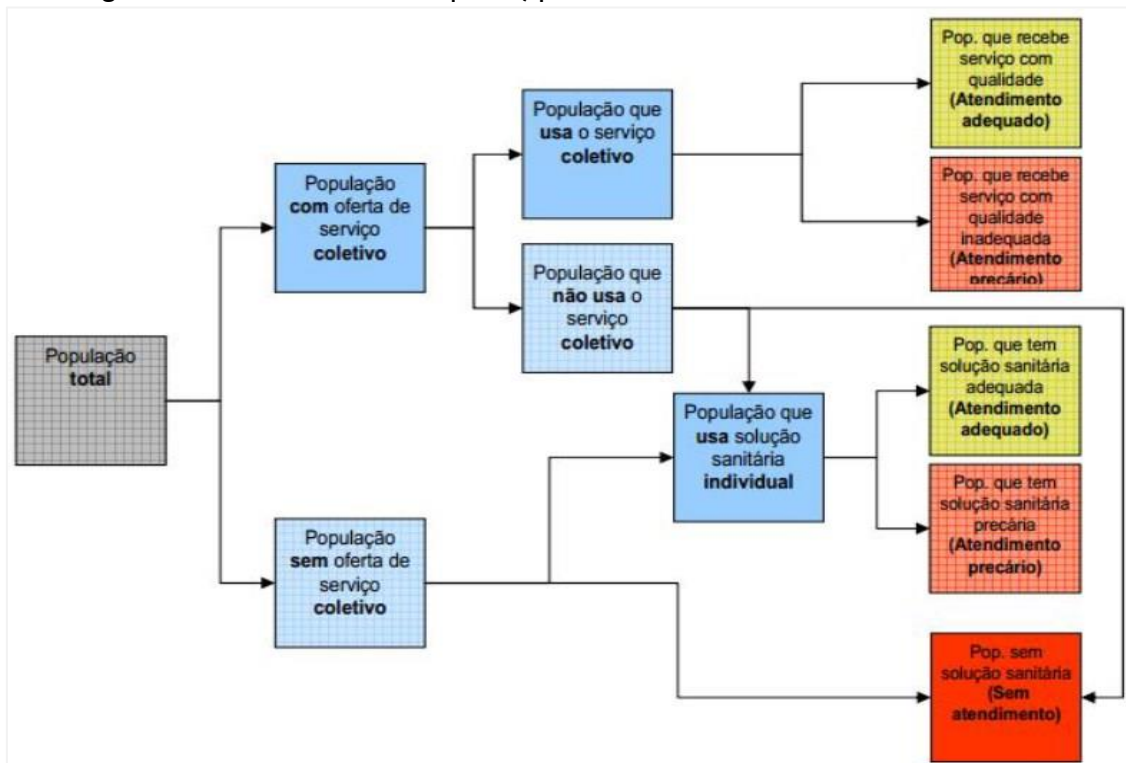 Pop. que recebe
serviço com
qualidade
(Atendimento
adequado)
População que
usa o serviço
coletivo
Pop. que recebe
serviço com
qualidade
inadequada
(Atendimento
precário)
População
com oferta de
serviço
coletivo
População que
não usa o
serviço
coletivo
População
total
Pop. que tem
solução sanitária
adequada
(Atendimento
adequado)
População que
usa solução
sanitária
individual
Pop. que tem
solução sanitária
precária
(Atendimento
precário)
População
sem oferta de
serviço
coletivo
Pop. sem
solução sanitária
(Sem
atendimento)